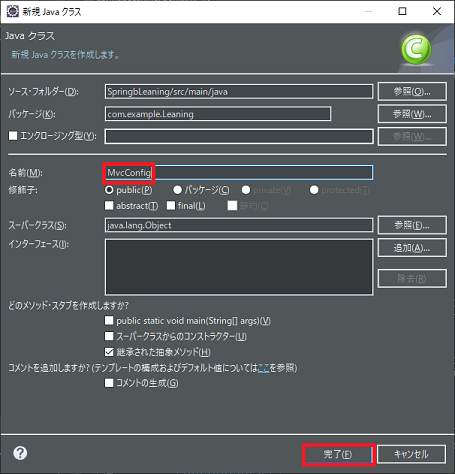 新規 Java クラス
Java クラス
新規 Java クラスを作成します。
C
ソース・フォルダー(D): SpringbLeaning/src/main/java 参照(O)...
パッケージ(K): com.example.Leaning 参照(W)...
エンクロージング型(Y): 参照(W)...
名前(M): MvcConfig
修飾子: public(P) パッケージ(C) private(V) protected(T)
abstract(T) final(L) 静的(C)
スーパークラス(S): java.lang.Object 参照(E)...
インターフェース(I): 追加(A)...
除去(R)
どのメソッド・スタブを作成しますか?
public static void main(String[] args)(V)
スーパークラスからのコンストラクター(U)
継承された抽象メソッド(H)
コメントを追加しますか? (テンプレートの構成およびデフォルト値についてはここを参照)
コメントの生成(G)
? 完了(F) キャンセル